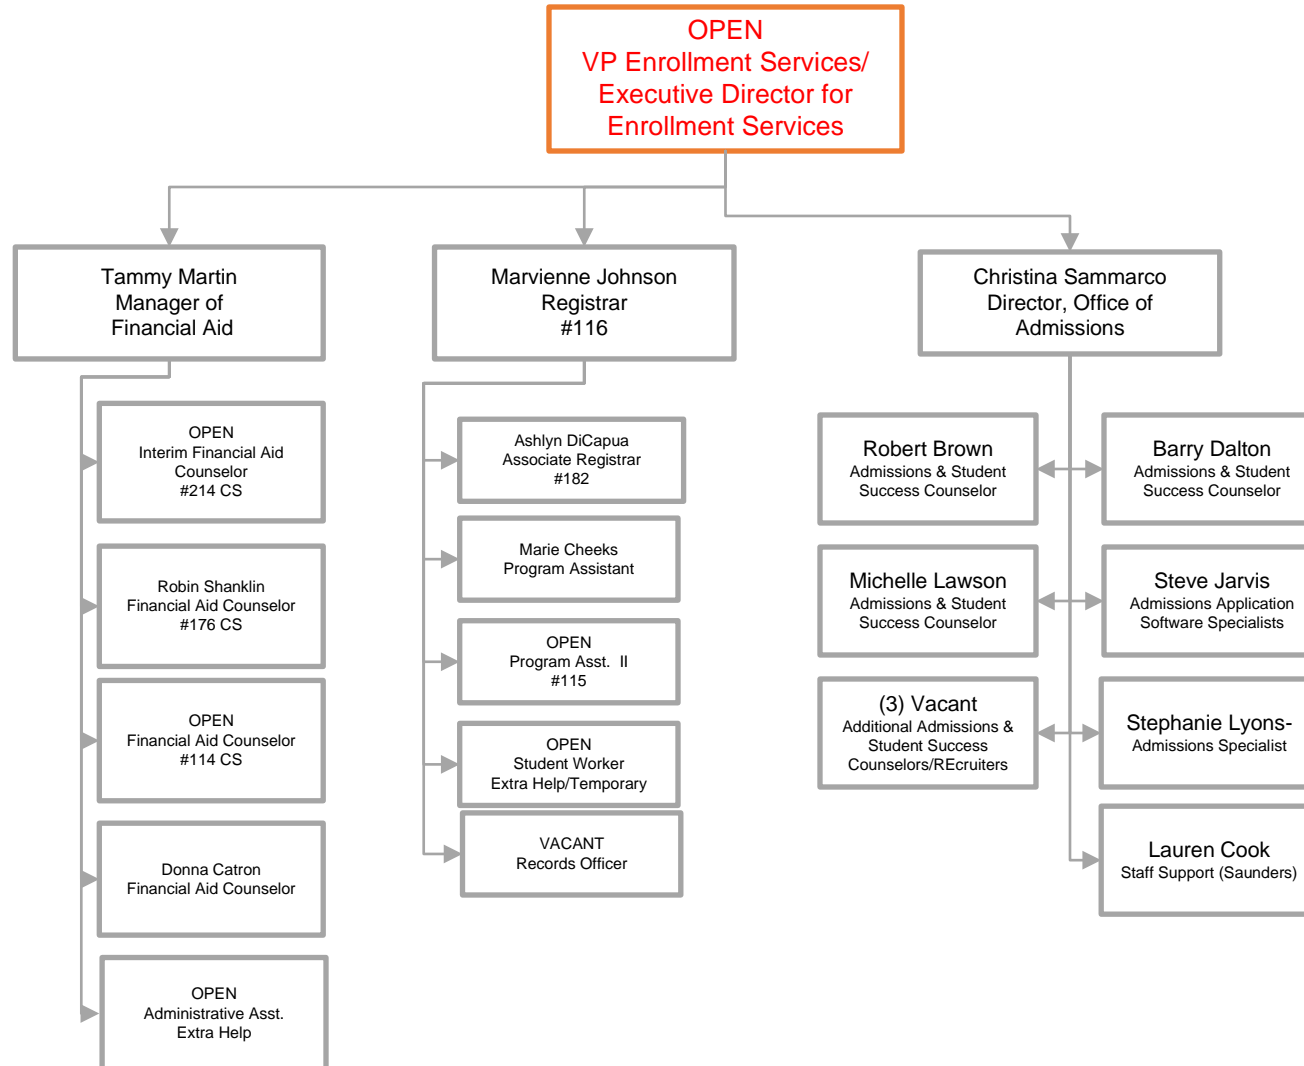 OPEN
VP Enrollment Services/
Executive Director for
Enrollment Services
Tammy Martin
Manager of
Financial Aid
Marvienne Johnson
Registrar
#116
Christina Sammarco
Director, Office of
Admissions
OPEN
Interim Financial Aid
Counselor
#214 CS
Robin Shanklin
Financial Aid Counselor
#176 CS
OPEN
Financial Aid Counselor
#114 CS
Donna Catron
Financial Aid Counselor
OPEN
Administrative Asst.
Extra Help
Ashlyn DiCapua
Associate Registrar
#182
Marie Cheeks
Program Assistant
OPEN
Program Asst.  II
#115
OPEN
Student Worker
Extra Help/Temporary
VACANT
Records Officer
Robert Brown
Admissions & Student
Success Counselor
Barry Dalton
Admissions & Student
Success Counselor
Michelle Lawson
Admissions & Student
Success Counselor
Steve Jarvis
Admissions Application
Software Specialists
(3) Vacant
Additional Admissions &
Student Success
Counselors/REcruiters
Stephanie Lyons-
Admissions Specialist
Lauren Cook
Staff Support (Saunders)